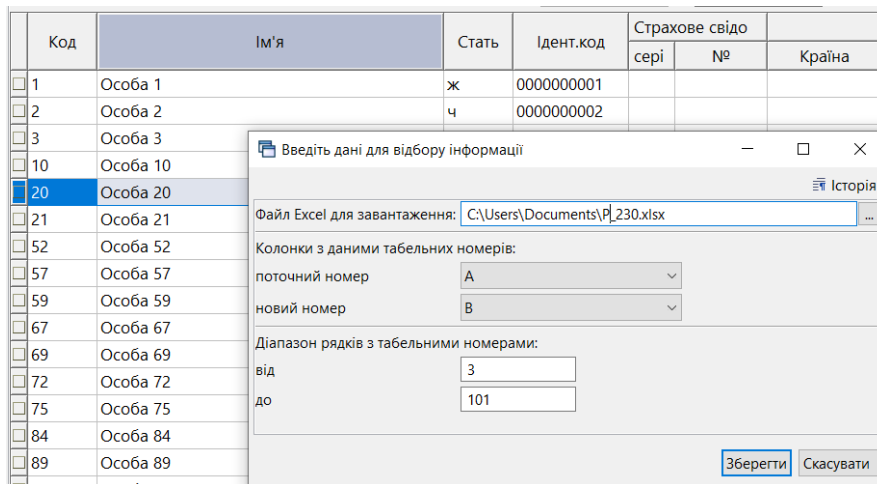 Код Ім'я Стать Ідент.код Страхове свідо
сері № Країна
1 Особа 1 ж 0000000001
2 Особа 2 ч 0000000002
3 Особа 3
10 Особа 10
20 Особа 20
21 Особа 21
52 Особа 52
57 Особа 57
59 Особа 59
67 Особа 67
69 Особа 69
72 Особа 72
75 Особа 75
84 Особа 84
89 Особа 89
Введіть дані для відбору інформації
Історія
Файл Excel для завантаження: C:\Users\Documents\P_230.xlsx ...
Колонки з даними табельних номерів:
поточний номер A
новий номер B
Діапазон рядків з табельними номерами:
від 3
до 101
Зберегти Скасувати